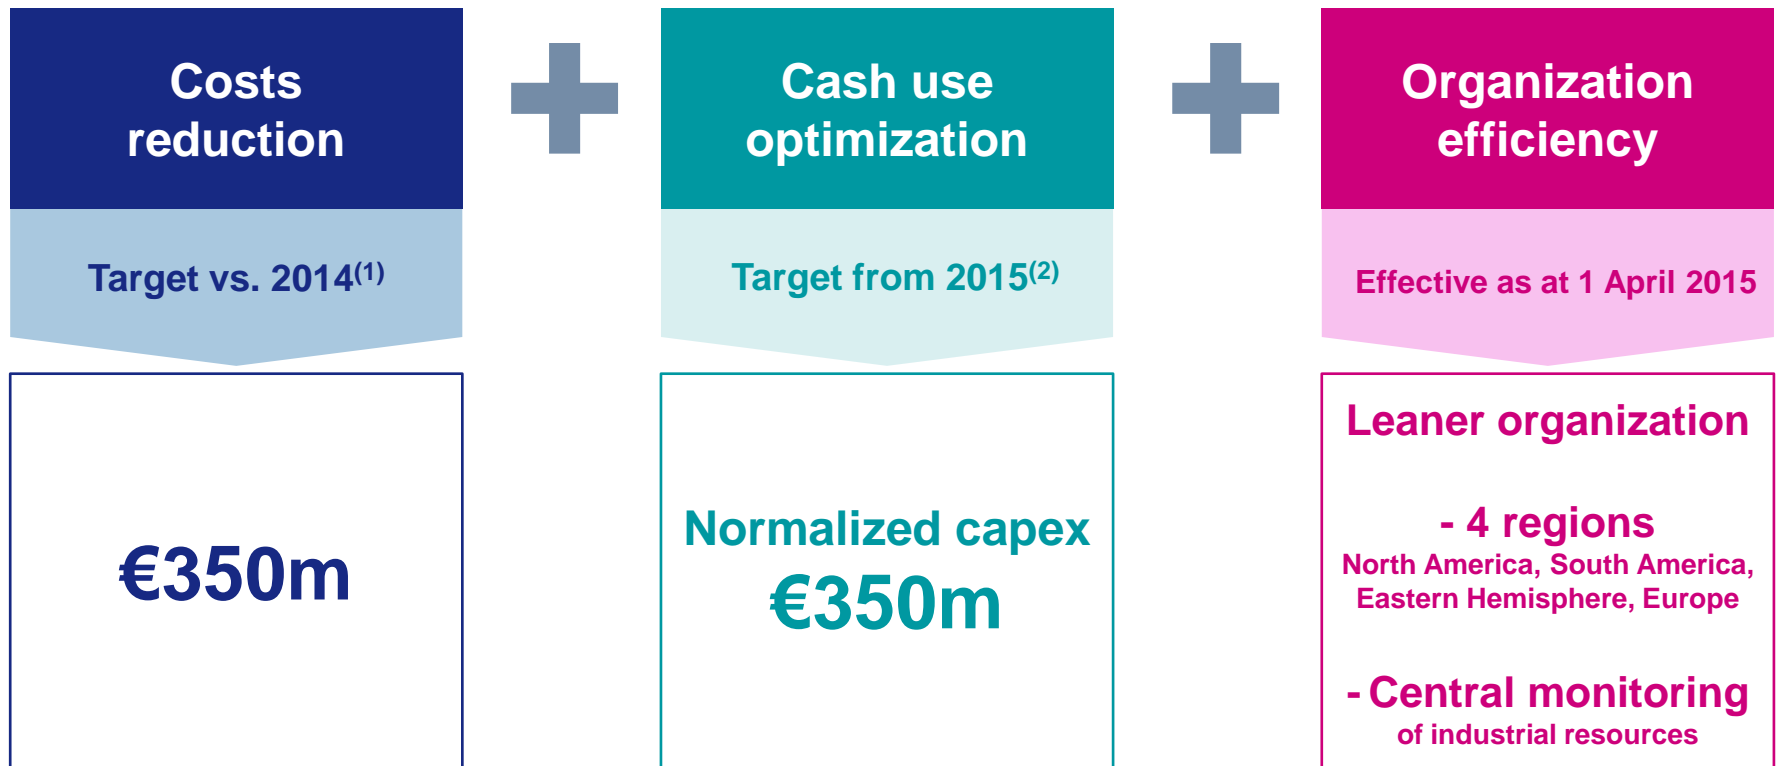 Costs
reduction
Target vs. 2014(1)
€350m
Cash use
optimization
Target from 2015(2)
Normalized capex
€350m
Organization
efficiency
Effective as at 1 April 2015
Leaner organization
- 4 regions
North America, South America,
Eastern Hemisphere, Europe
- Central monitoring
of industrial resources